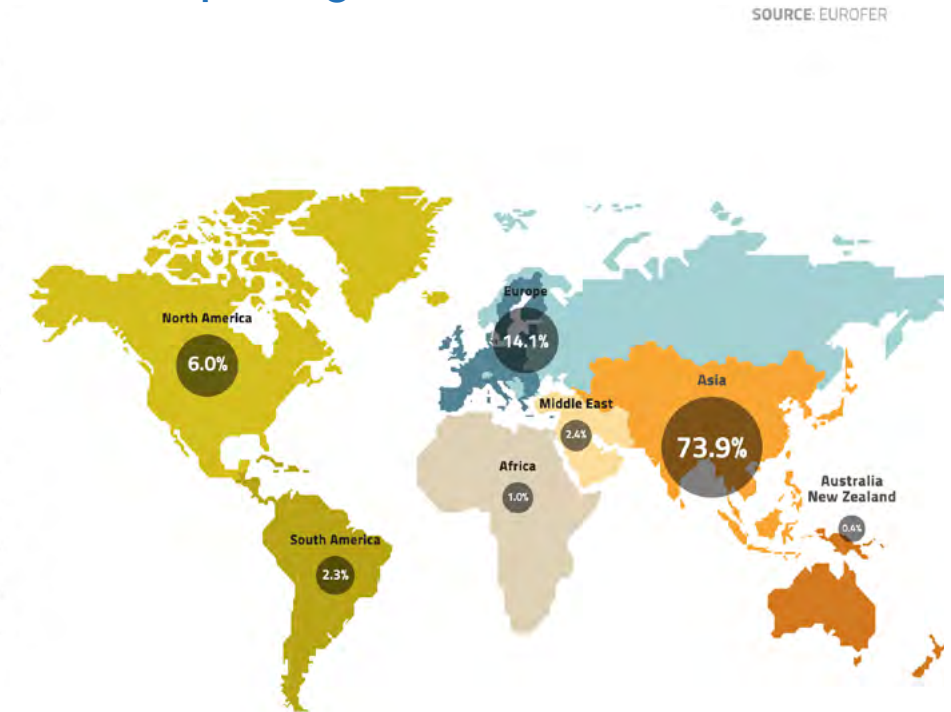 SOURCE: EUROFER
North America
6.0%
Europe
14.1%
Asia
73.9%
Middle East
2.4%
Africa
1.0%
Australia
New Zealand
0.4%
South America
2.3%